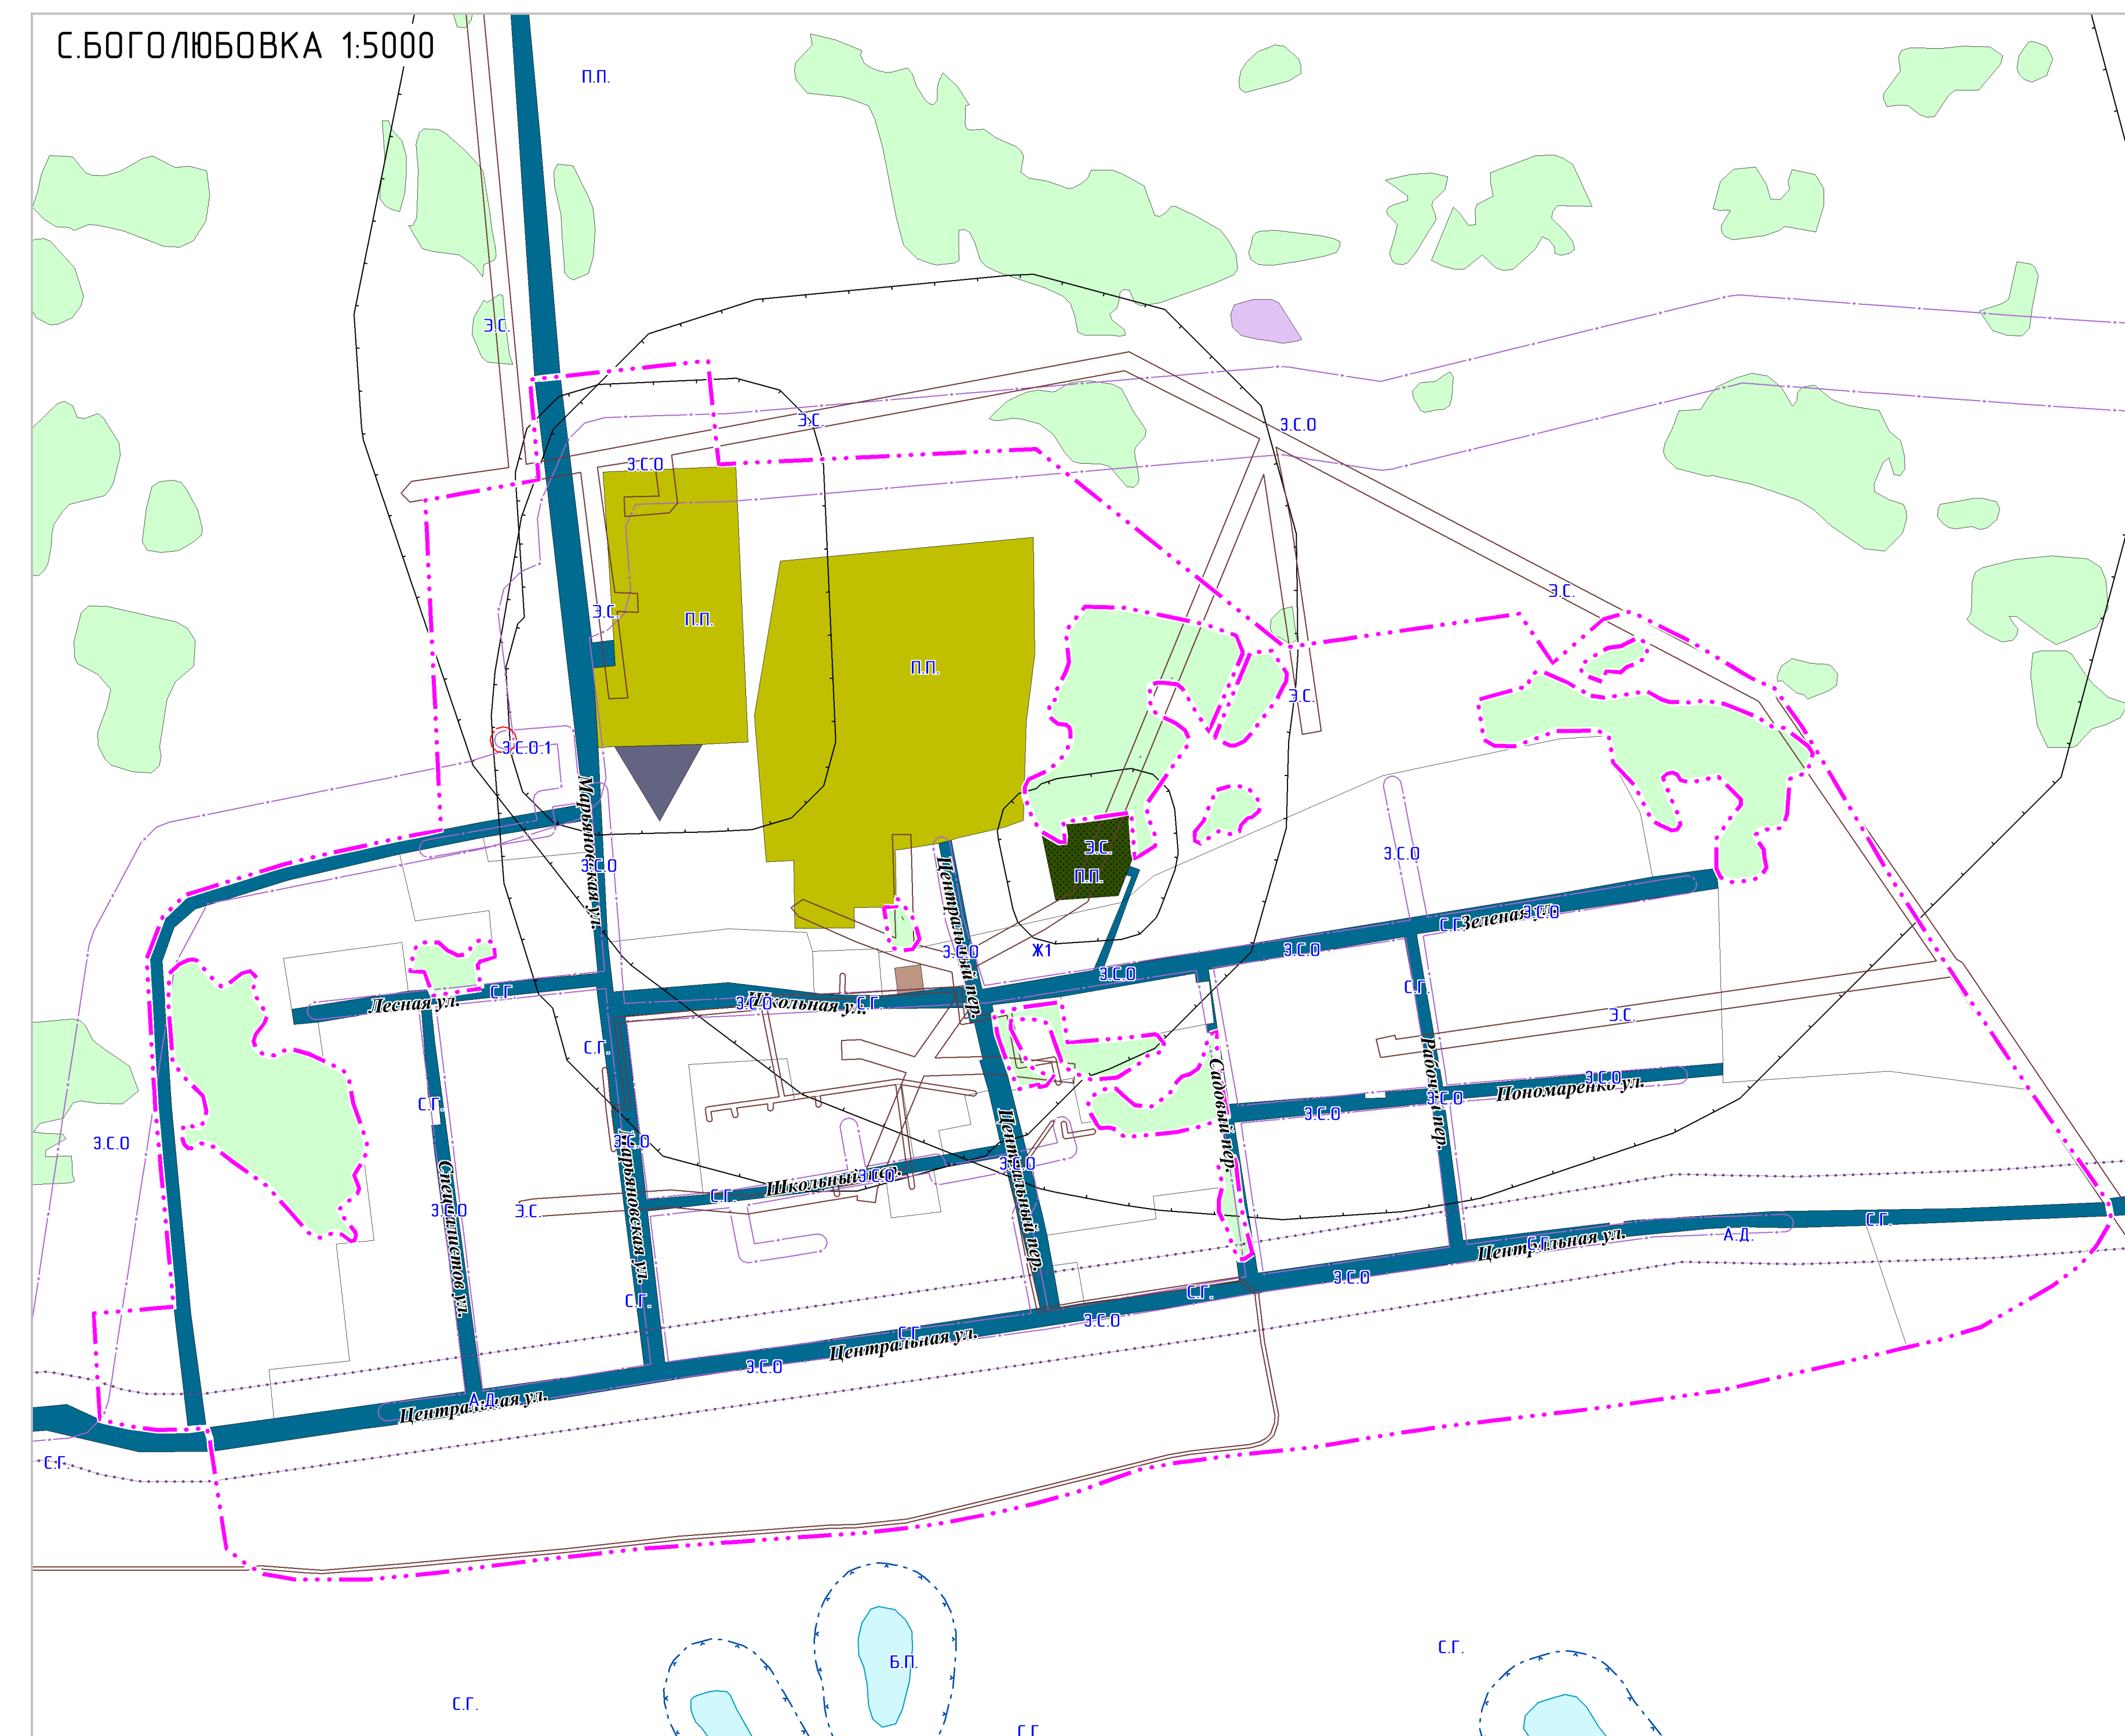 С.БОГОЛЮБОВКА 1:5000
П.П.
Э.С.
Э.С.
З.С.О
З.С.О
Э.С.
Э.С.
П.П.
П.П.
Э.С.
З.С.О.1
Марьяновская ул.
З.С.О
Э.С.
П.П.
З.С.О
Центральный пер.
З.С.О
Ж1
З.С.О
З.С.О
С.Г.
Зеленая ул.
З.С.О
Лесная ул.
С.Г.
З.С.О
Школьная ул.
С.Г.
С.Г.
Э.С.
С.Г.
Рабочий пер.
Садовый пер.
С.Г.
З.С.О
Пономаренко ул.
З.С.О
З.С.О
З.С.О
З.С.О
Марьяновская ул.
Центральный пер.
З.С.О
Школьный пер.
З.С.О
С.Г.
Специалистов ул.
З.С.О
Э.С.
С.Г.
Центральная ул.
С.Г.
А.Д.
С.Г.
З.С.О
С.Г.
З.С.О
С.Г.
Центральная ул.
З.С.О
А.Д.
Центральная ул.
С.Г.
С.Г.
Б.П.
С.Г.
С.Г.